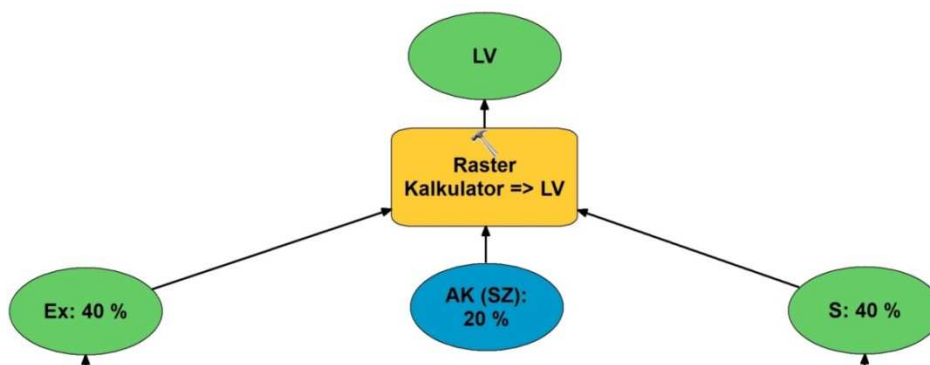 LV
Raster
Kalkulator => LV
Ex: 40 %
AK (SZ):
20 %
S: 40%